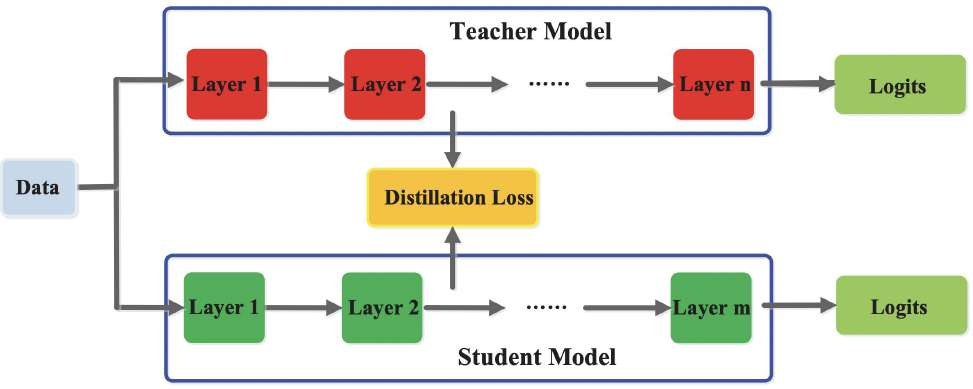 Teacher Model
Layer 1
Layer 2
......
Layer n
Logits
Data
Distillation Loss
Layer 1
Layer 2
......
Layer m
Logits
Student Model